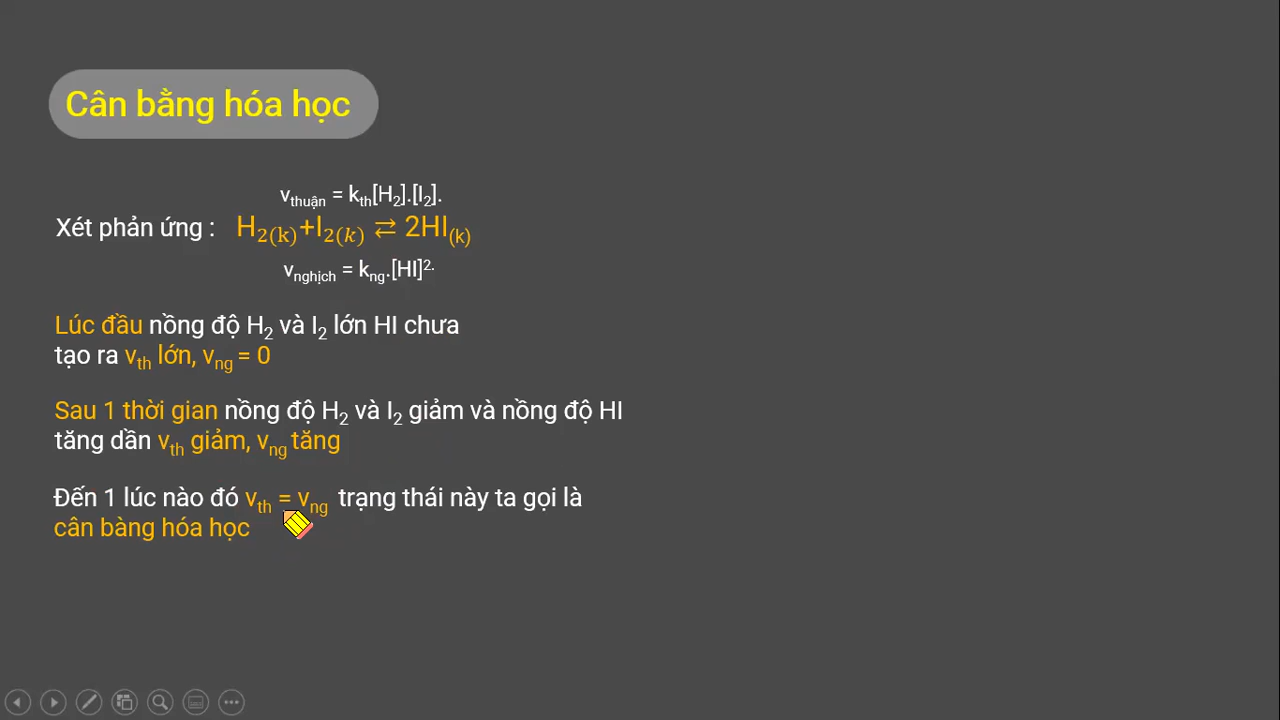 Cân bằng hóa học
vthuận = kth[H2].[I2].
Xét phản ứng : H2(k)+I2(k) ⇄ 2HI(k)
vnghịch = kng.[HI]2.
Lúc đầu nồng độ H2 và I2 lớn HI chưa
tạo ra vth lớn, vng = 0
Sau 1 thời gian nồng độ H2 và I2 giảm và nồng độ HI
tăng dần vth giảm, vng tăng
Đến 1 lúc nào đó vth = vng trạng thái này ta gọi là
cân bàng hóa học